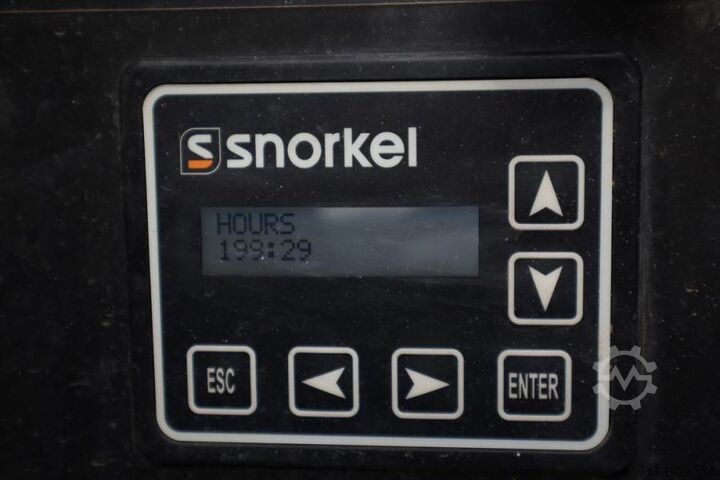 snorkel
HOURS
199:29
ESC
ENTER